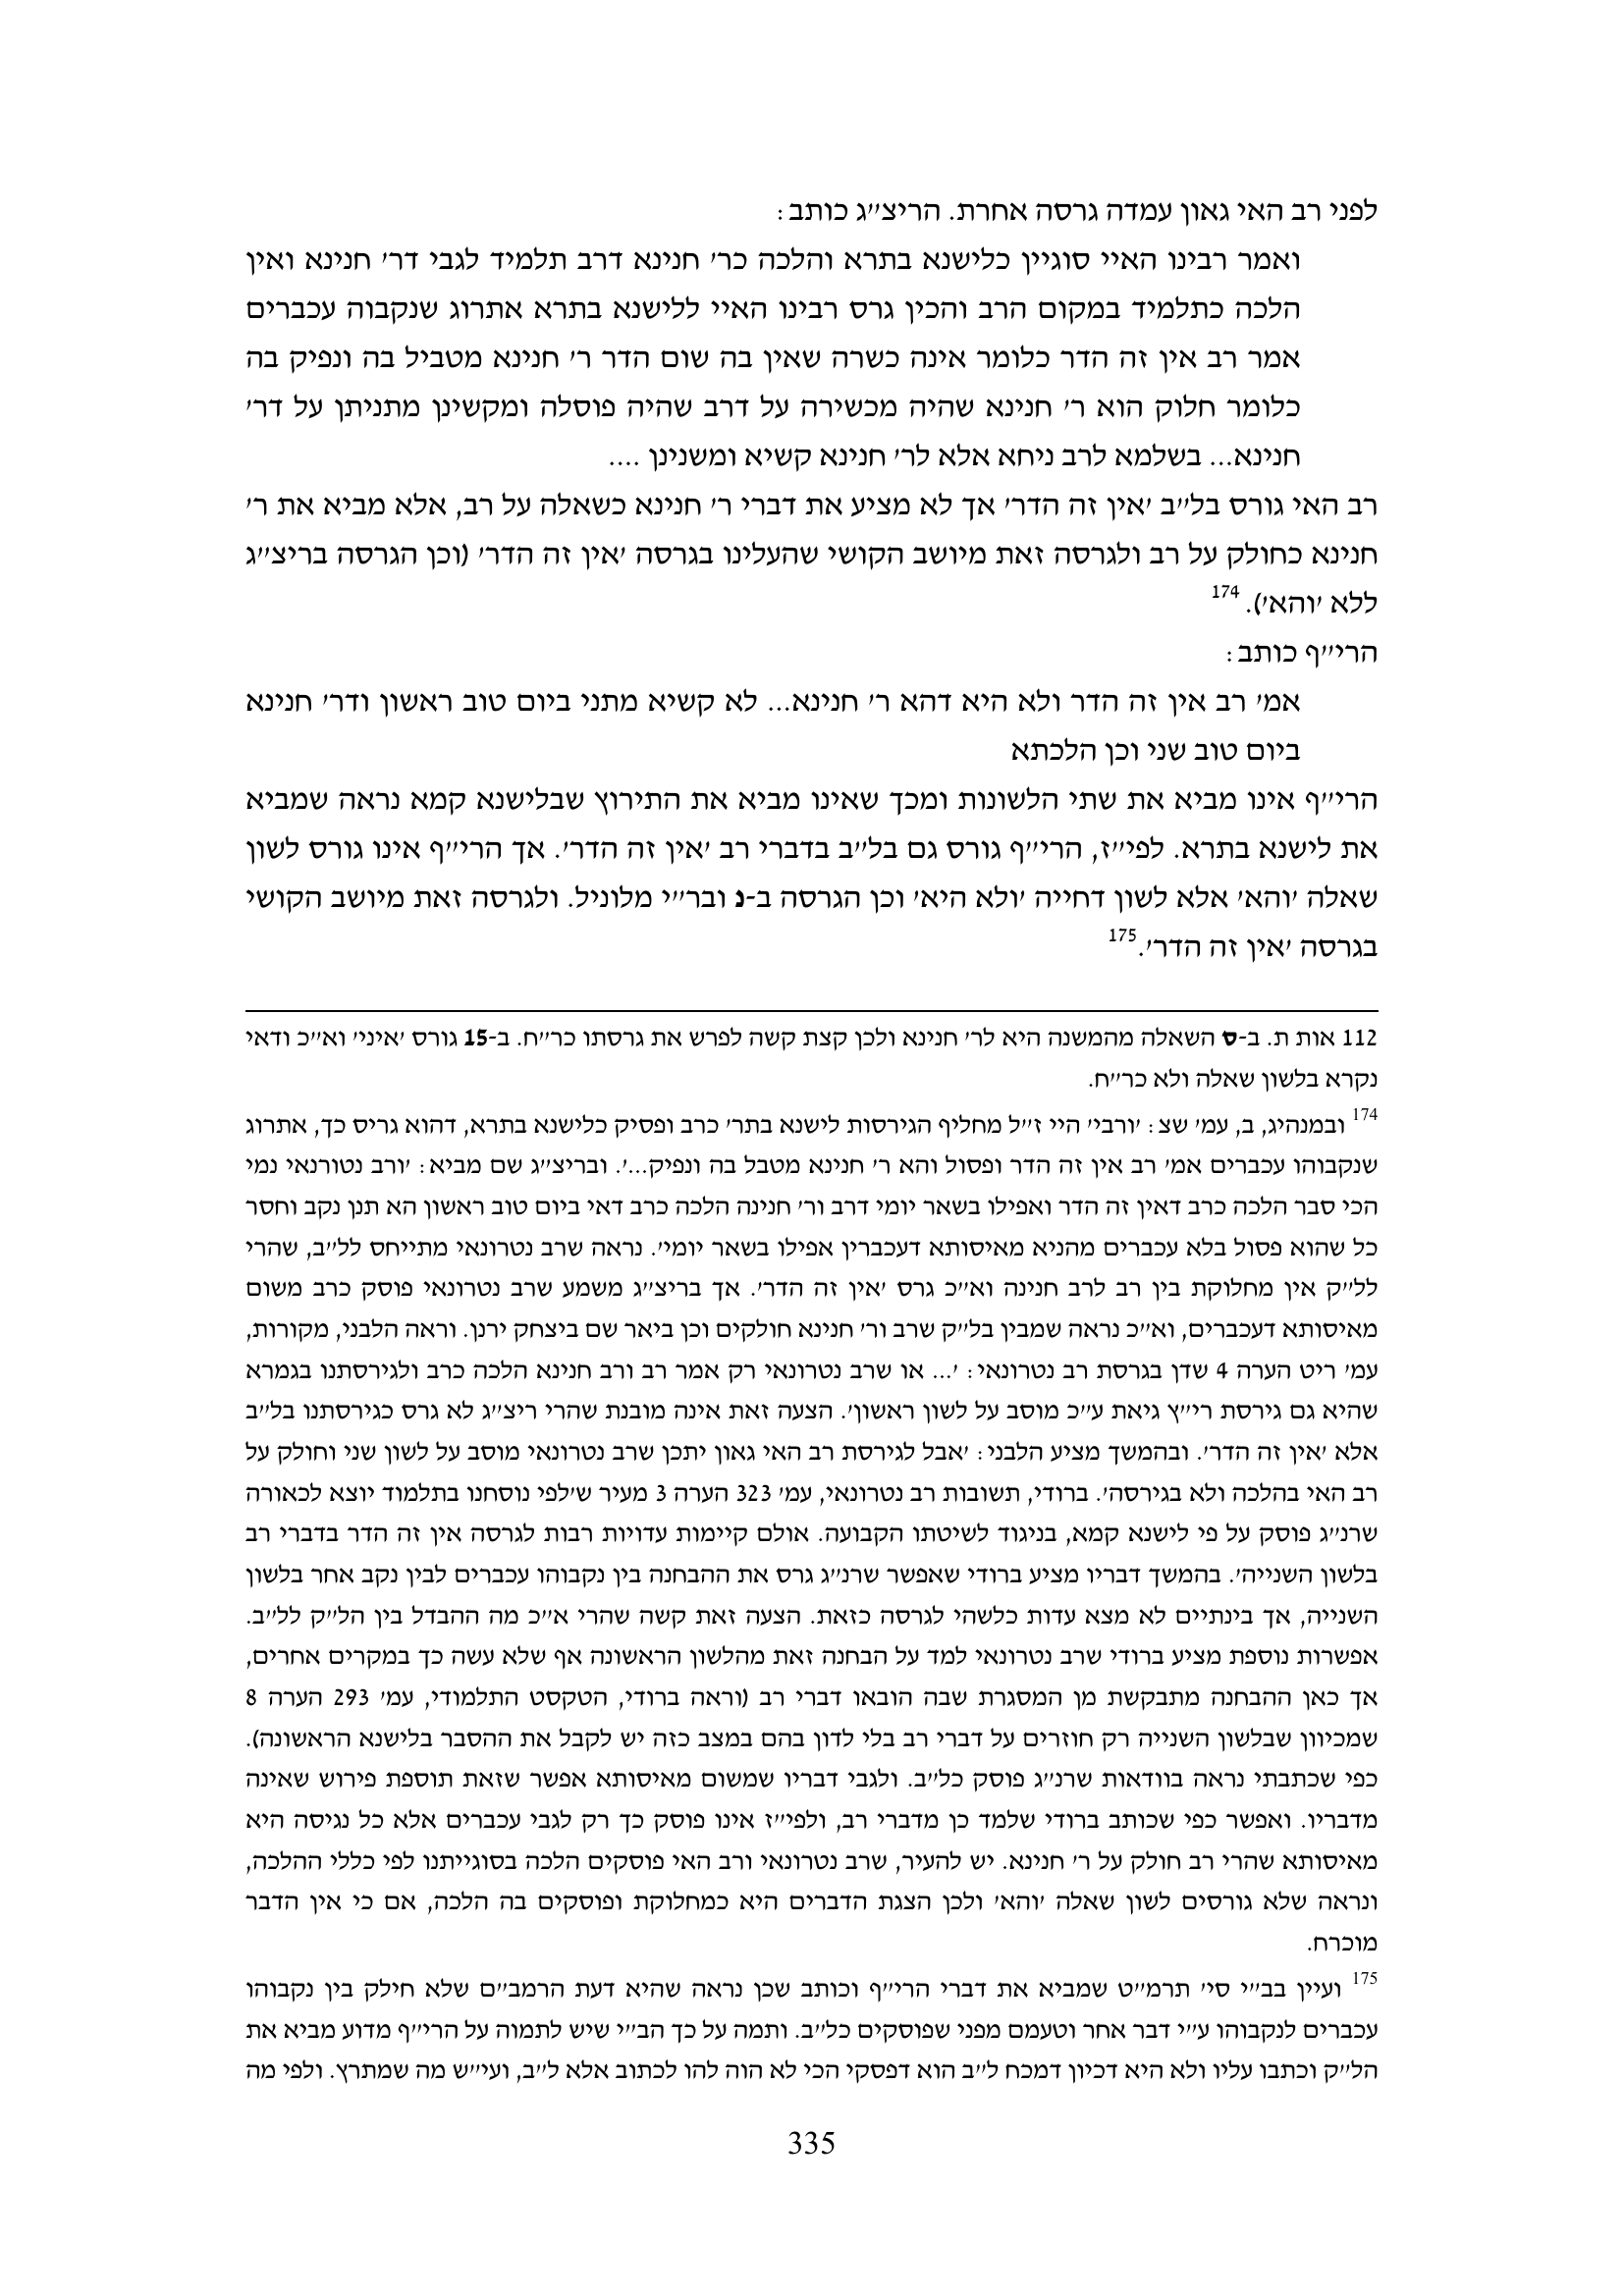 לפני רב האי גאון עמדה גרסה אחרת. הריצ״ג כותב:
ואמר רבינו האיי סוגיין כלישנא בתרא והלכה כר׳ חנינא דרב תלמיד לגבי דר׳ חנינא ואין
הלכה כתלמיד במקום הרב והכין גרס רבינו האיי ללישנא בתרא אתרוג שנקבוה עכברים
אמר רב אין זה הדר כלומר אינה כשרה שאין בה שום הדר ר׳ חנינא מטביל בה ונפיק בה
כלומר חלוק הוא ר׳ חנינא שהיה מכשירה על דרב שהיה פוסלה ומקשינן מתניתן על דר׳
חנינא... בשלמא לרב ניחא אלא לר׳ חנינא קשיא ומשנינן ....
רב האי גורס בל״ב ׳אין זה הדר׳ אך לא מציע את דברי ר׳ חנינא כשאלה על רב, אלא מביא את ר׳
חנינא כחולק על רב ולגרסה זאת מיושב הקושי שהעלינו בגרסה ׳אין זה הדר׳ (וכן הגרסה בריצ״ג
ללא ׳והא׳). 174
הרי״ף כותב:
אמ׳ רב אין זה הדר ולא היא דהא ר׳ חנינא... לא קשיא מתני ביום טוב ראשון ודר׳ חנינא
ביום טוב שני וכן הלכתא
הרי״ף אינו מביא את שתי הלשונות ומכך שאינו מביא את התירוץ שבלישנא קמא נראה שמביא
את לישנא בתרא. לפי״ז, הרי״ף גורס גם בל״ב בדברי רב ׳אין זה הדר׳. אך הרי״ף אינו גורס לשון
שאלה ׳והא׳ אלא לשון דחייה ׳ולא היא׳ וכן הגרסה ב-נ ובר״י מלוניל. ולגרסה זאת מיושב הקושי
בגרסה ׳אין זה הדר׳.175
112 אות ת. ב-ס השאלה מהמשנה היא לר׳ חנינא ולכן קצת קשה לפרש את גרסתו כר״ח. ב-15 גורס ׳איני׳ וא״כ ודאי
נקרא בלשון שאלה ולא כר״ח.
174 ובמנהיג, ב, עמ׳ שצ: ׳ורבי׳ היי ז״ל מחליף הגירסות לישנא בתר׳ כרב ופסיק כלישנא בתרא, דהוא גריס כך, אתרוג
שנקבוהו עכברים אמ׳ רב אין זה הדר ופסול והא ר׳ חנינא מטבל בה ונפיק...׳. ובריצ״ג שם מביא: ׳ורב נטורנאי נמי
הכי סבר הלכה כרב דאין זה הדר ואפילו בשאר יומי דרב ור׳ חנינה הלכה כרב דאי ביום טוב ראשון הא תנן נקב וחסר
כל שהוא פסול בלא עכברים מהניא מאיסותא דעכברין אפילו בשאר יומי׳. נראה שרב נטרונאי מתייחס לל״ב, שהרי
לל״ק אין מחלוקת בין רב לרב חנינה וא״כ גרס ׳אין זה הדר׳. אך בריצ״ג משמע שרב נטרונאי פוסק כרב משום
מאיסותא דעכברים, וא״כ נראה שמבין בל״ק שרב ור׳ חנינא חולקים וכן ביאר שם ביצחק ירנן. וראה הלבני, מקורות,
עמ׳ ריט הערה 4 שדן בגרסת רב נטרונאי: ׳... או שרב נטרונאי רק אמר רב ורב חנינא הלכה כרב ולגירסתנו בגמרא
שהיא גם גירסת רי״ץ גיאת ע״כ מוסב על לשון ראשון׳. הצעה זאת אינה מובנת שהרי ריצ״ג לא גרס כגירסתנו בל״ב
אלא ׳אין זה הדר׳. ובהמשך מציע הלבני: ׳אבל לגירסת רב האי גאון יתכן שרב נטרונאי מוסב על לשון שני וחולק על
רב האי בהלכה ולא בגירסה׳. ברודי, תשובות רב נטרונאי, עמ׳ 323 הערה 3 מעיר ש׳לפי נוסחנו בתלמוד יוצא לכאורה
שרנ״ג פוסק על פי לישנא קמא, בניגוד לשיטתו הקבועה. אולם קיימות עדויות רבות לגרסה אין זה הדר בדברי רב
בלשון השנייה׳. בהמשך דבריו מציע ברודי שאפשר שרנ״ג גרס את ההבחנה בין נקבוהו עכברים לבין נקב אחר בלשון
השנייה, אך בינתיים לא מצא עדות כלשהי לגרסה כזאת. הצעה זאת קשה שהרי א״כ מה ההבדל בין הל״ק לל״ב.
אפשרות נוספת מציע ברודי שרב נטרונאי למד על הבחנה זאת מהלשון הראשונה אף שלא עשה כך במקרים אחרים,
אך כאן ההבחנה מתבקשת מן המסגרת שבה הובאו דברי רב (וראה ברודי, הטקסט התלמודי, עמ׳ 293 הערה 8
שמכיוון שבלשון השנייה רק חוזרים על דברי רב בלי לדון בהם במצב כזה יש לקבל את ההסבר בלישנא הראשונה).
כפי שכתבתי נראה בוודאות שרנ״ג פוסק כל״ב. ולגבי דבריו שמשום מאיסותא אפשר שזאת תוספת פירוש שאינה
מדבריו. ואפשר כפי שכותב ברודי שלמד כן מדברי רב, ולפי״ז אינו פוסק כך רק לגבי עכברים אלא כל נגיסה היא
מאיסותא שהרי רב חולק על ר׳ חנינא. יש להעיר, שרב נטרונאי ורב האי פוסקים הלכה בסוגייתנו לפי כללי ההלכה,
ונראה שלא גורסים לשון שאלה ׳והא׳ ולכן הצגת הדברים היא כמחלוקת ופוסקים בה הלכה, אם כי אין הדבר
מוכרח.
175 ועיין בב״י סי׳ תרמ״ט שמביא את דברי הרי״ף וכותב שכן נראה שהיא דעת הרמב״ם שלא חילק בין נקבוהו
עכברים לנקבוהו ע״י דבר אחר וטעמם מפני שפוסקים כל״ב. ותמה על כך הב״י שיש לתמוה על הרי״ף מדוע מביא את
הל״ק וכתבו עליו ולא היא דכיון דמכח ל״ב הוא דפסקי הכי לא הוה להו לכתוב אלא ל״ב, ועי״ש מה שמתרץ. ולפי מה
335